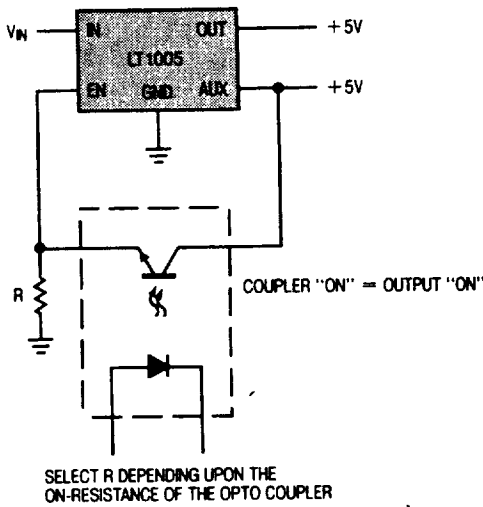 VIN
IN
OUT
+5V
LT1005
EN
GND
AUX
+5V
R
COUPLER "ON" = OUTPUT "ON"
SELECT R DEPENDING UPON THE
ON-RESISTANCE OF THE OPTO COUPLER